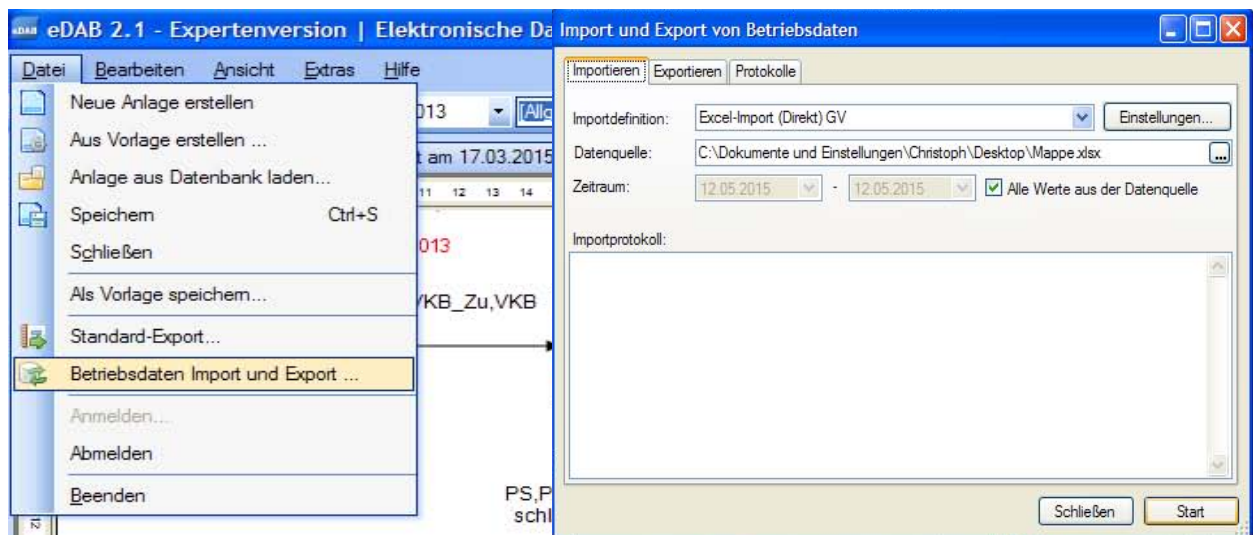 eDAB eDAB 2.1 - Expertenversion | Elektronische Da
Datei Bearbeiten Ansicht Extras Hilfe
Neue Anlage erstellen
Aus Vorlage erstellen ...
Anlage aus Datenbank laden...
Speichern Ctrl+S
Schließen
Als Vorlage speichern...
Standard-Export...
Betriebsdaten Import und Export ...
Anmelden...
Abmelden
Beenden
013
t am 17.03.2015
11 12 13 14
013
VKB_Zu,VKB
PS,P
schl
12
Import und Export von Betriebsdaten
Importieren Exportieren Protokolle
Importdefinition: Excel-Import (Direkt) GV Einstellungen...
Datenquelle: C:\Dokumente und Einstellungen\Christoph\Desktop\Mappe.xlsx ...
Zeitraum: 12.05.2015 - 12.05.2015 Alle Werte aus der Datenquelle
Importprotokoll:
Schließen Start